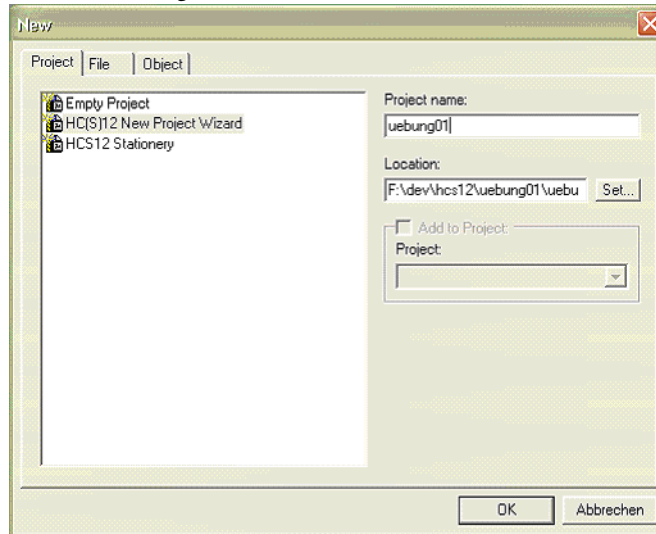 New
Project
File
Object
Empty Project
HC(S)12 New Project Wizard
HCS12 Stationery
Project name:
uebung01
Location:
F:\dev\hcs12\uebung01\uebu
Set...
Add to Project:
Project:
OK
Abbrechen